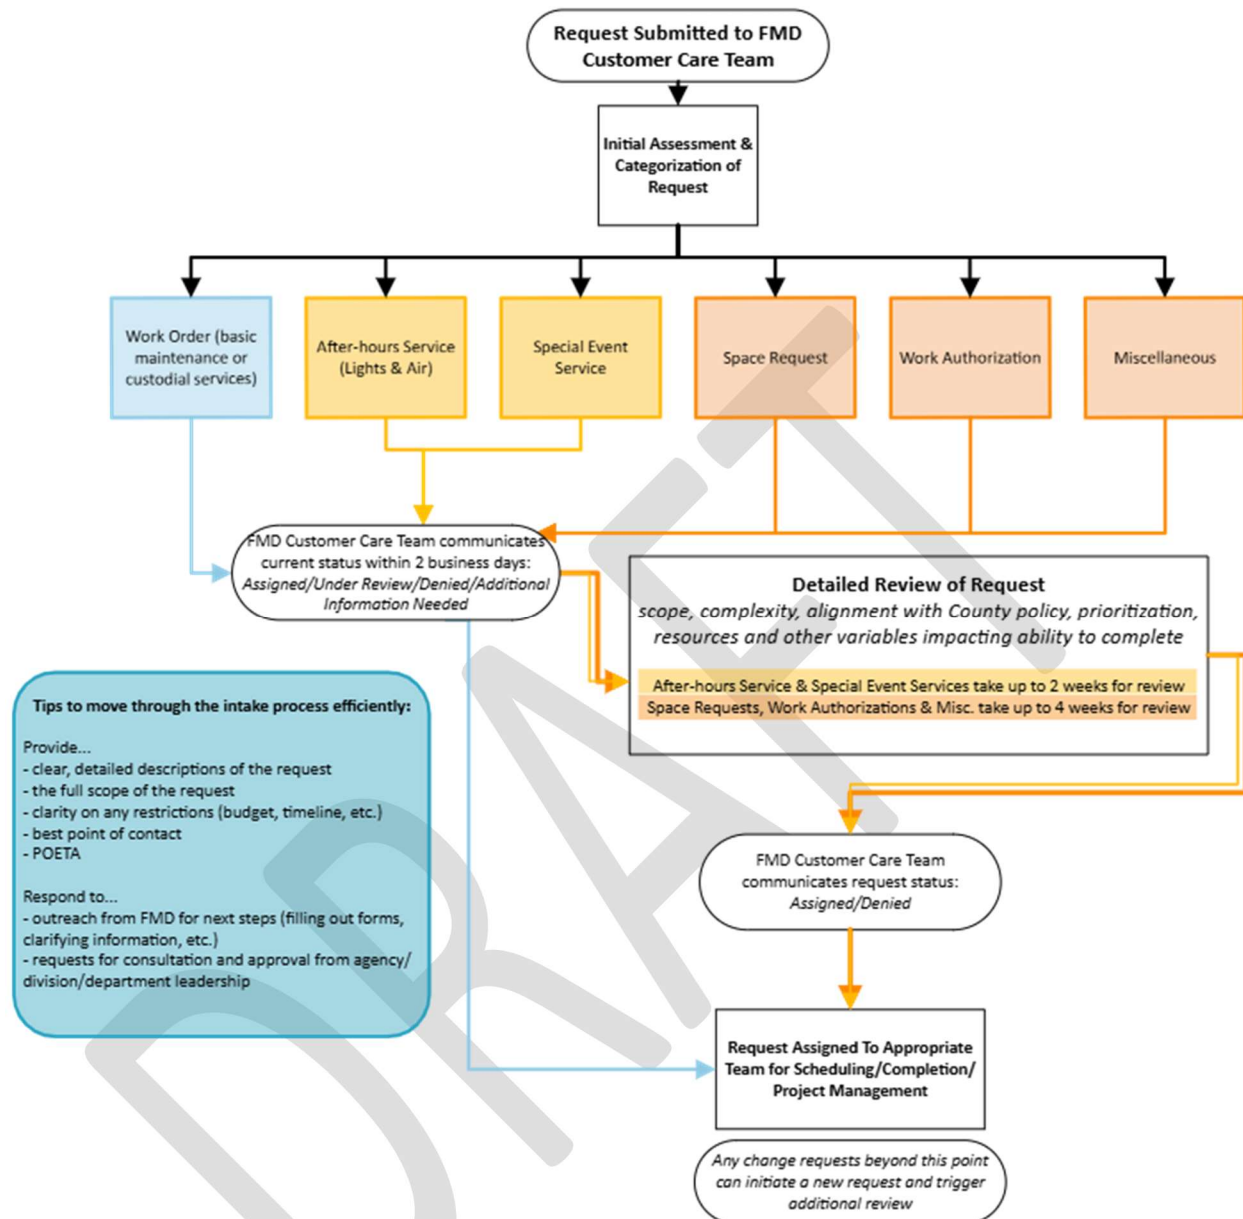 Request Submitted to FMD
Customer Care Team
Initial Assessment &
Categorization of
Request
Work Order (basic
maintenance or
custodial services)
After-hours Service
(Lights & Air)
Special Event
Service
Space Request
Work Authorization
Miscellaneous
FMD Customer Care Team communicates
current status within 2 business days:
Assigned/Under Review/Denied/Additional
Information Needed
Detailed Review of Request
scope, complexity, alignment with County policy, prioritization,
resources and other variables impacting ability to complete
After-hours Service & Special Event Services take up to 2 weeks for review
Space Requests, Work Authorizations & Misc. take up to 4 weeks for review
Tips to move through the intake process efficiently:
Provide...
- clear, detailed descriptions of the request
- the full scope of the request
- clarity on any restrictions (budget, timeline, etc.)
- best point of contact
- POETA
Respond to...
- outreach from FMD for next steps (filling out forms,
clarifying information, etc.)
- requests for consultation and approval from agency/
division/department leadership
FMD Customer Care Team
communicates request status:
Assigned/Denied
Request Assigned To Appropriate
Team for Scheduling/Completion/
Project Management
Any change requests beyond this point
can initiate a new request and trigger
additional review
DRAFT